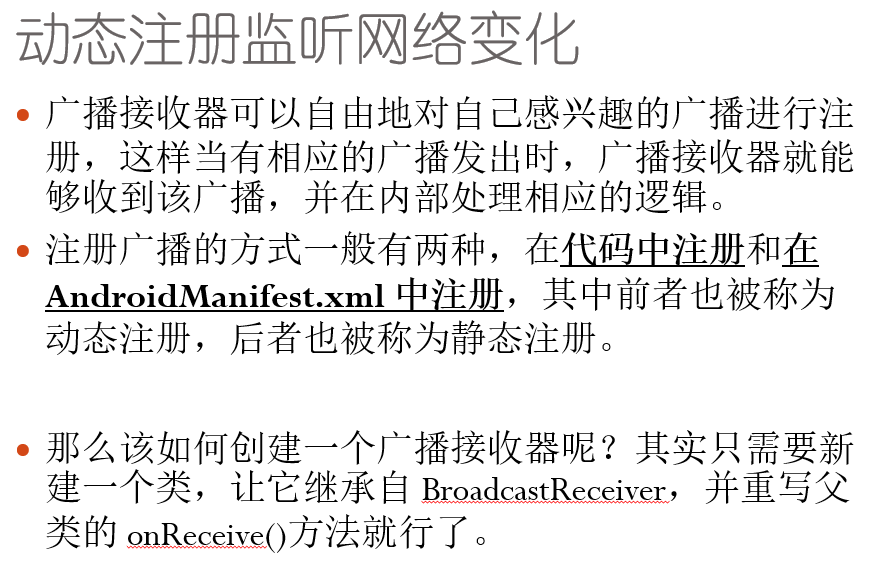 动态注册监听网络变化
• 广播接收器可以自由地对自己感兴趣的广播进行注
册，这样当有相应的广播发出时，广播接收器就能
够收到该广播，并在内部处理相应的逻辑。
• 注册广播的方式一般有两种，在代码中注册和在
AndroidManifest.xml 中注册，其中前者也被称为
动态注册，后者也被称为静态注册。
• 那么该如何创建一个广播接收器呢？其实只需要新
建一个类，让它继承自 BroadcastReceiver，并重写父
类的 onReceive()方法就行了。